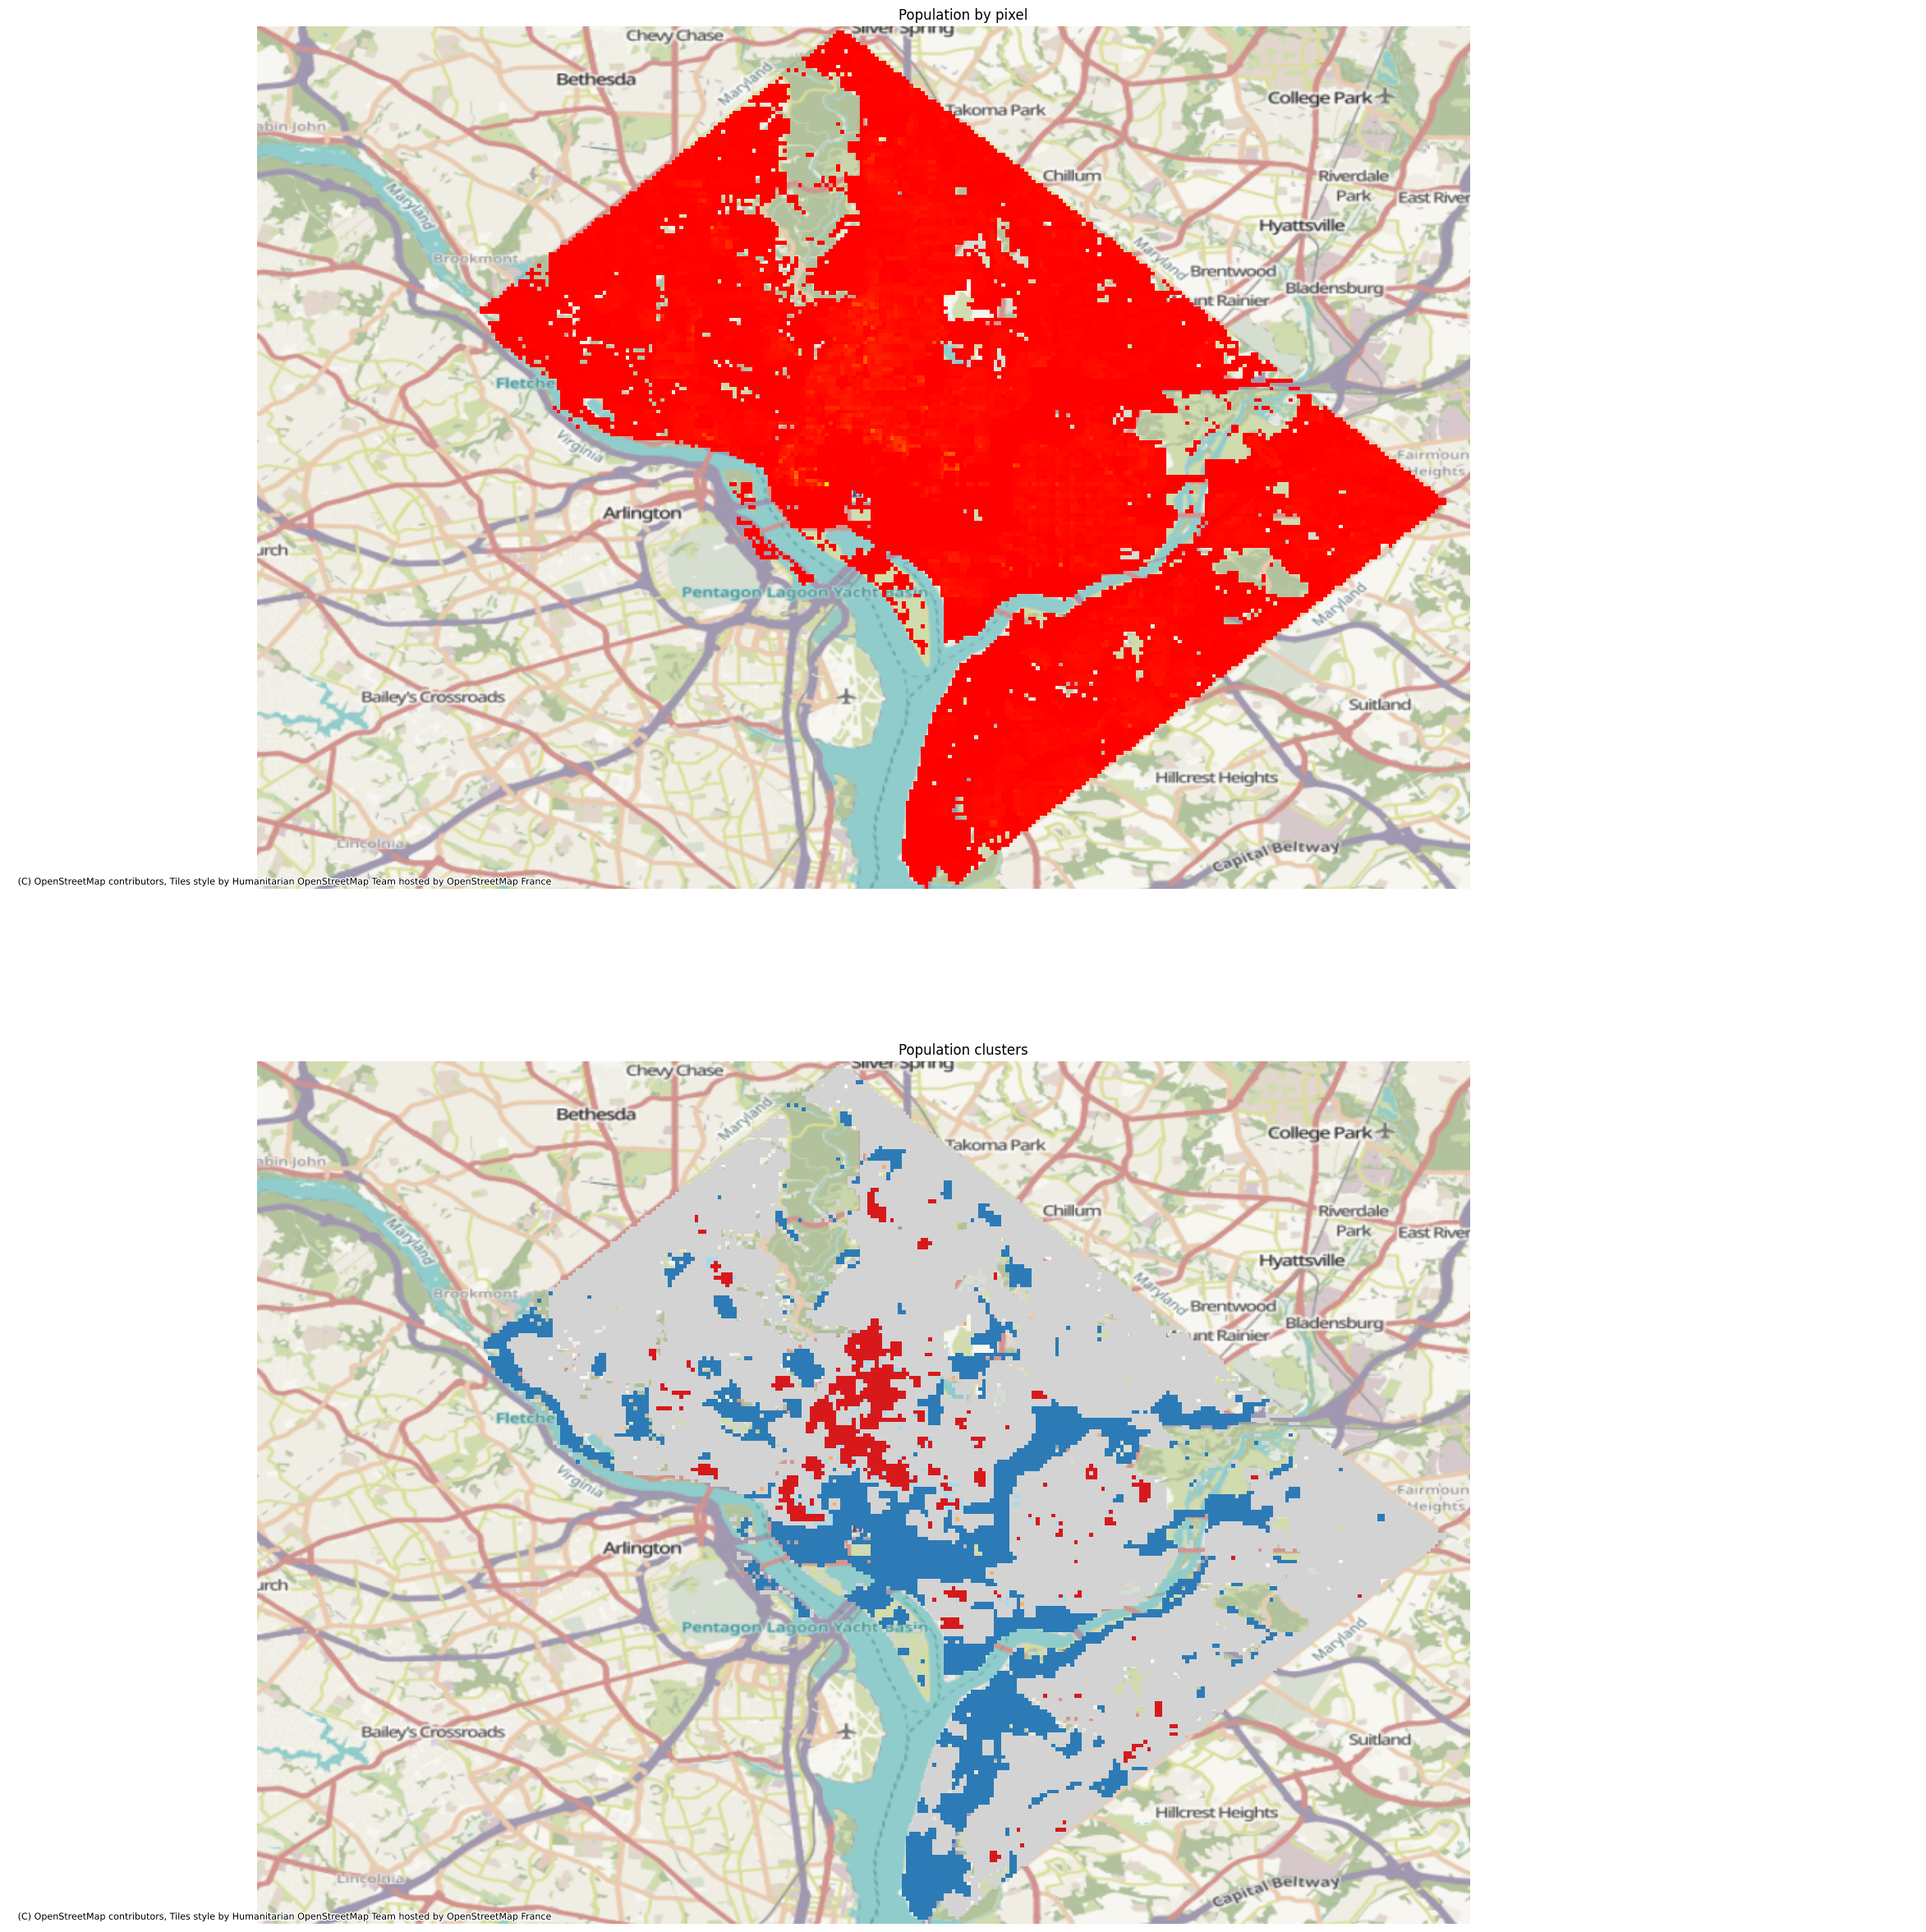 Population by pixel
Silver Spring
Chevy Chase
Bethesda
Maryland
College Park
Takoma Park
abin John
Chillum
Riverdale
Park
East River
Maryland
Hyattsville
Maryland
Brookmont
Brentwood
Bladensburg
unt Rainier
Fletche
Virginia
Fairmoun
Heights
Arlington
urch
Pentagon Lagoon Yacht Basin
Maryland
Bailey's Crossroads
Suitland
Hillcrest Heights
Lincolnia
Capital Beltway
(C) OpenStreetMap contributors, Tiles style by Humanitarian OpenStreetMap Team hosted by OpenStreetMap France
Population clusters
Silver Spring
Chevy Chase
Bethesda
Maryland
College Park
Takoma Park
abin John
Chillum
Riverdale
Park
East River
Maryland
Hyattsville
Maryland
Brookmont
Brentwood
Bladensburg
unt Rainier
Fletche
Virginia
Fairmoun
Heights
Arlington
urch
Pentagon Lagoon Yacht Basin
Maryland
Bailey's Crossroads
Suitland
Hillcrest Heights
Lincolnia
Capital Beltway
(C) OpenStreetMap contributors, Tiles style by Humanitarian OpenStreetMap Team hosted by OpenStreetMap France